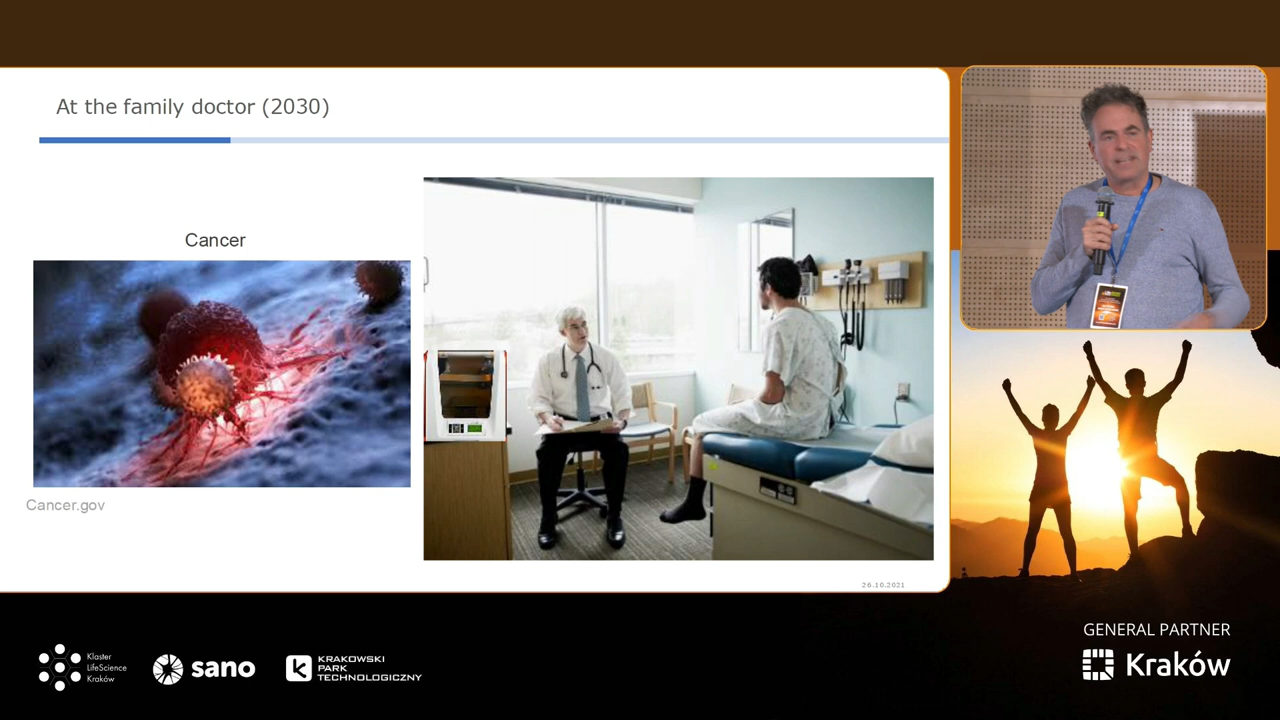 At the family doctor (2030)
Cancer
Cancer.gov
26.10.2021
GENERAL PARTNER
Kraków
Klaster
LifeScience
Kraków
sano
KRAKOWSKI
PARK
TECHNOLOGICZNY